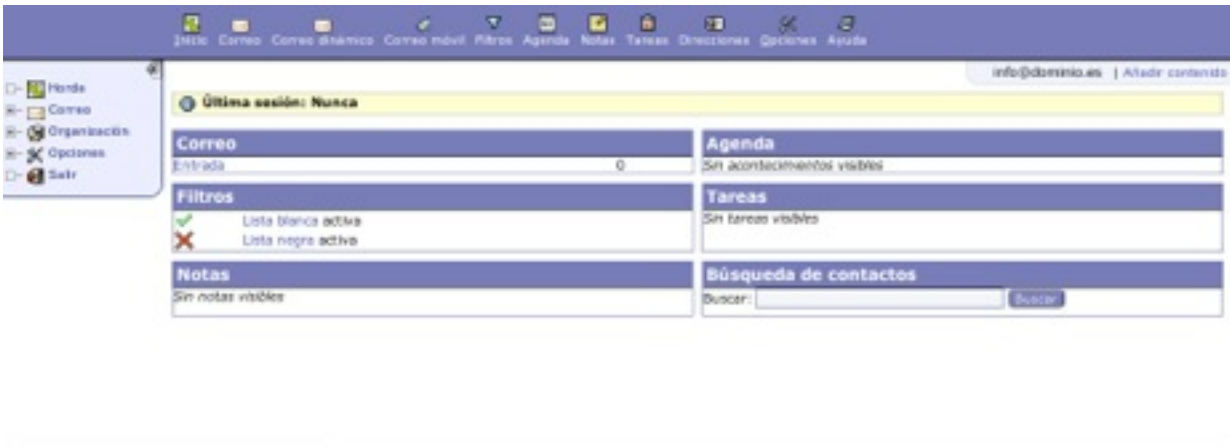 Inicio Correo Correo dinámico Correo móvil Filtros Agenda Notas Tareas Direcciones Opciones Ayuda
info@dominio.es | Añadir contenido
Horde
Correo
Organización
Opciones
Salir
Última sesión: Nunca
Correo
Entrada 0
Filtros
Lista blanca activa
Lista negra activa
Notas
Sin notas visibles
Agenda
Sin acontecimientos visibles
Tareas
Sin tareas visibles
Búsqueda de contactos
Buscar: Buscar